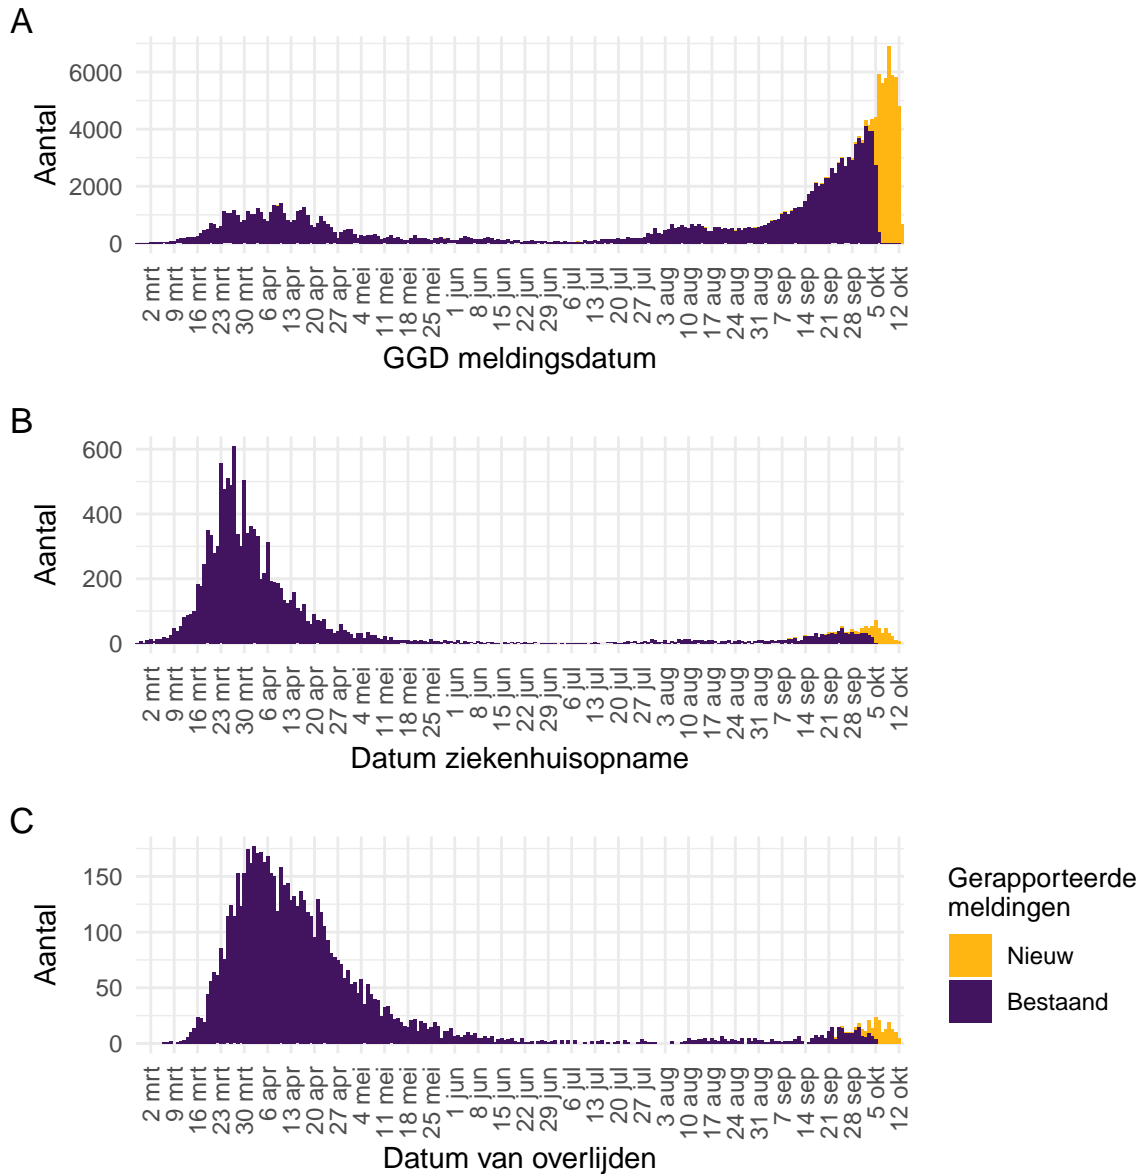 A
Aantal
6000
4000
2000
0
2 mrt
9 mrt
16 mrt
23 mrt
30 mrt
6 apr
13 apr
20 apr
27 apr
4 mei
11 mei
18 mei
25 mei
1 jun
8 jun
15 jun
22 jun
29 jun
6 jul
13 jul
20 jul
27 jul
3 aug
10 aug
17 aug
24 aug
31 aug
7 sep
14 sep
21 sep
28 sep
5 okt
12 okt
GGD meldingsdatum
B
Aantal
600
400
200
0
2 mrt
9 mrt
16 mrt
23 mrt
30 mrt
6 apr
13 apr
20 apr
27 apr
4 mei
11 mei
18 mei
25 mei
1 jun
8 jun
15 jun
22 jun
29 jun
6 jul
13 jul
20 jul
27 jul
3 aug
10 aug
17 aug
24 aug
31 aug
7 sep
14 sep
21 sep
28 sep
5 okt
12 okt
Datum ziekenhuisopname
C
Aantal
150
100
50
0
2 mrt
9 mrt
16 mrt
23 mrt
30 mrt
6 apr
13 apr
20 apr
27 apr
4 mei
11 mei
18 mei
25 mei
1 jun
8 jun
15 jun
22 jun
29 jun
6 jul
13 jul
20 jul
27 jul
3 aug
10 aug
17 aug
24 aug
31 aug
7 sep
14 sep
21 sep
28 sep
5 okt
12 okt
Datum van overlijden
Gerapporteerde
meldingen
Nieuw
Bestaand